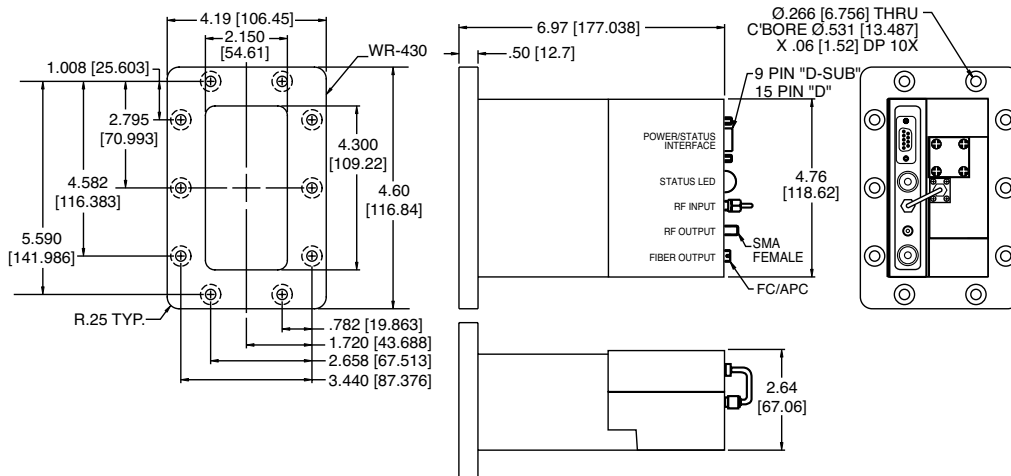 4.19 [106.45]
2.150
[54.61]
WR-430
1.008 [25.603]
2.795
[70.993]
4.582
[116.383]
5.590
[141.986]
4.300
[109.22]
4.60
[116.84]
R.25 TYP.
.782 [19.863]
1.720 [43.688]
2.658 [67.513]
3.440 [87.376]
6.97 [177.038]
.50 [12.7]
9 PIN "D-SUB"
15 PIN "D"
POWER/STATUS
INTERFACE
STATUS LED
RF INPUT
RF OUTPUT
FIBER OUTPUT
4.76
[118.62]
SMA
FEMALE
FC/APC
2.64
[67.06]
Ø.266 [6.756] THRU
C'BORE Ø.531 [13.487]
X .06 [1.52] DP 10X